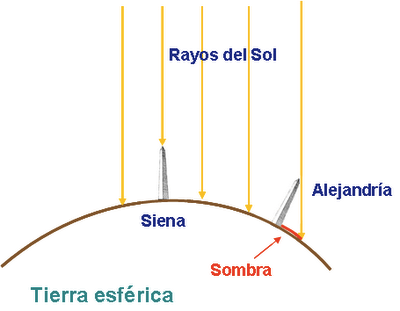 Rayos del Sol
Alejandría
Siena
Sombra
Tierra esférica